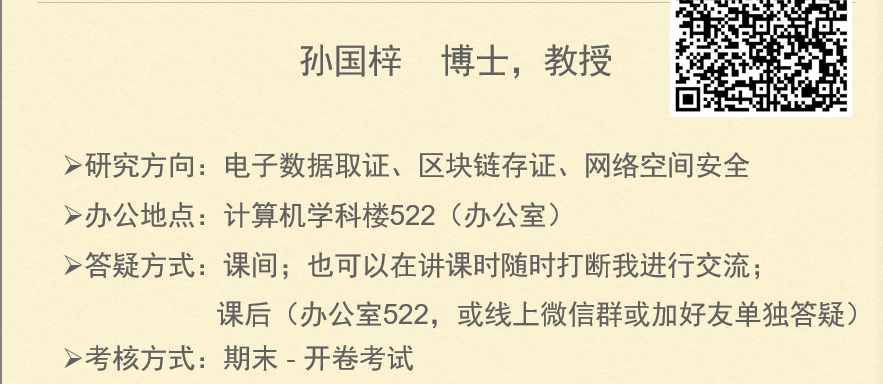 孙国梓 博士，教授
➢研究方向：电子数据取证、区块链存证、网络空间安全
➢办公地点：计算机学科楼522（办公室）
➢答疑方式：课间；也可以在讲课时随时打断我进行交流；
课后（办公室522，或线上微信群或加好友单独答疑）
➢考核方式：期末 - 开卷考试